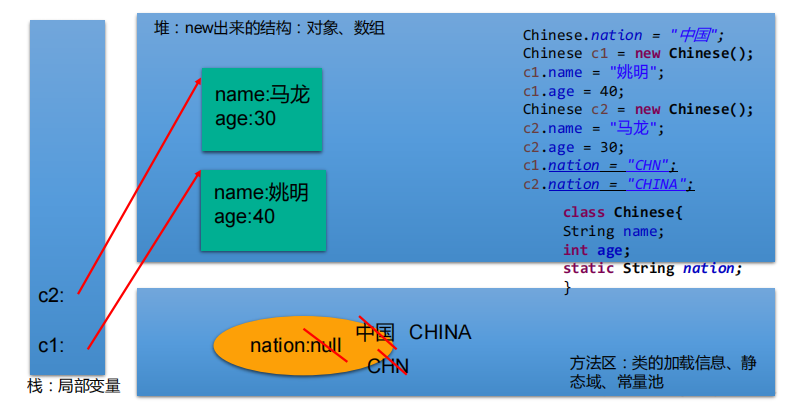 堆：new出来的结构：对象、数组
Chinese.nation = "中国";
Chinese c1 = new Chinese();
c1.name = "姚明";
c1.age = 40;
Chinese c2 = new Chinese();
c2.name = "马龙";
c2.age = 30;
c1.nation = "CHN";
c2.nation = "CHINA";
class Chinese{
String name;
int age;
static String nation;
}
name:马龙
age:30
name:姚明
age:40
c2:
c1:
栈：局部变量
nation:null
中国 CHINA
CHN
方法区：类的加载信息、静
态域、常量池